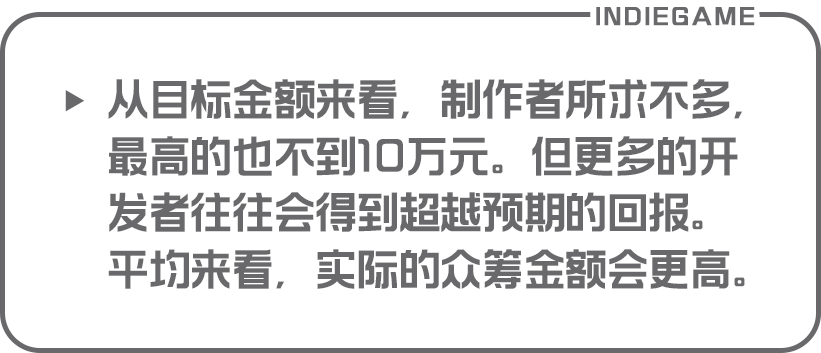 INDIEGAME
▶ 从目标金额来看，制作者所求不多，
最高的也不到10万元。但更多的开
发者往往会得到超越预期的回报。
平均来看，实际的众筹金额会更高。